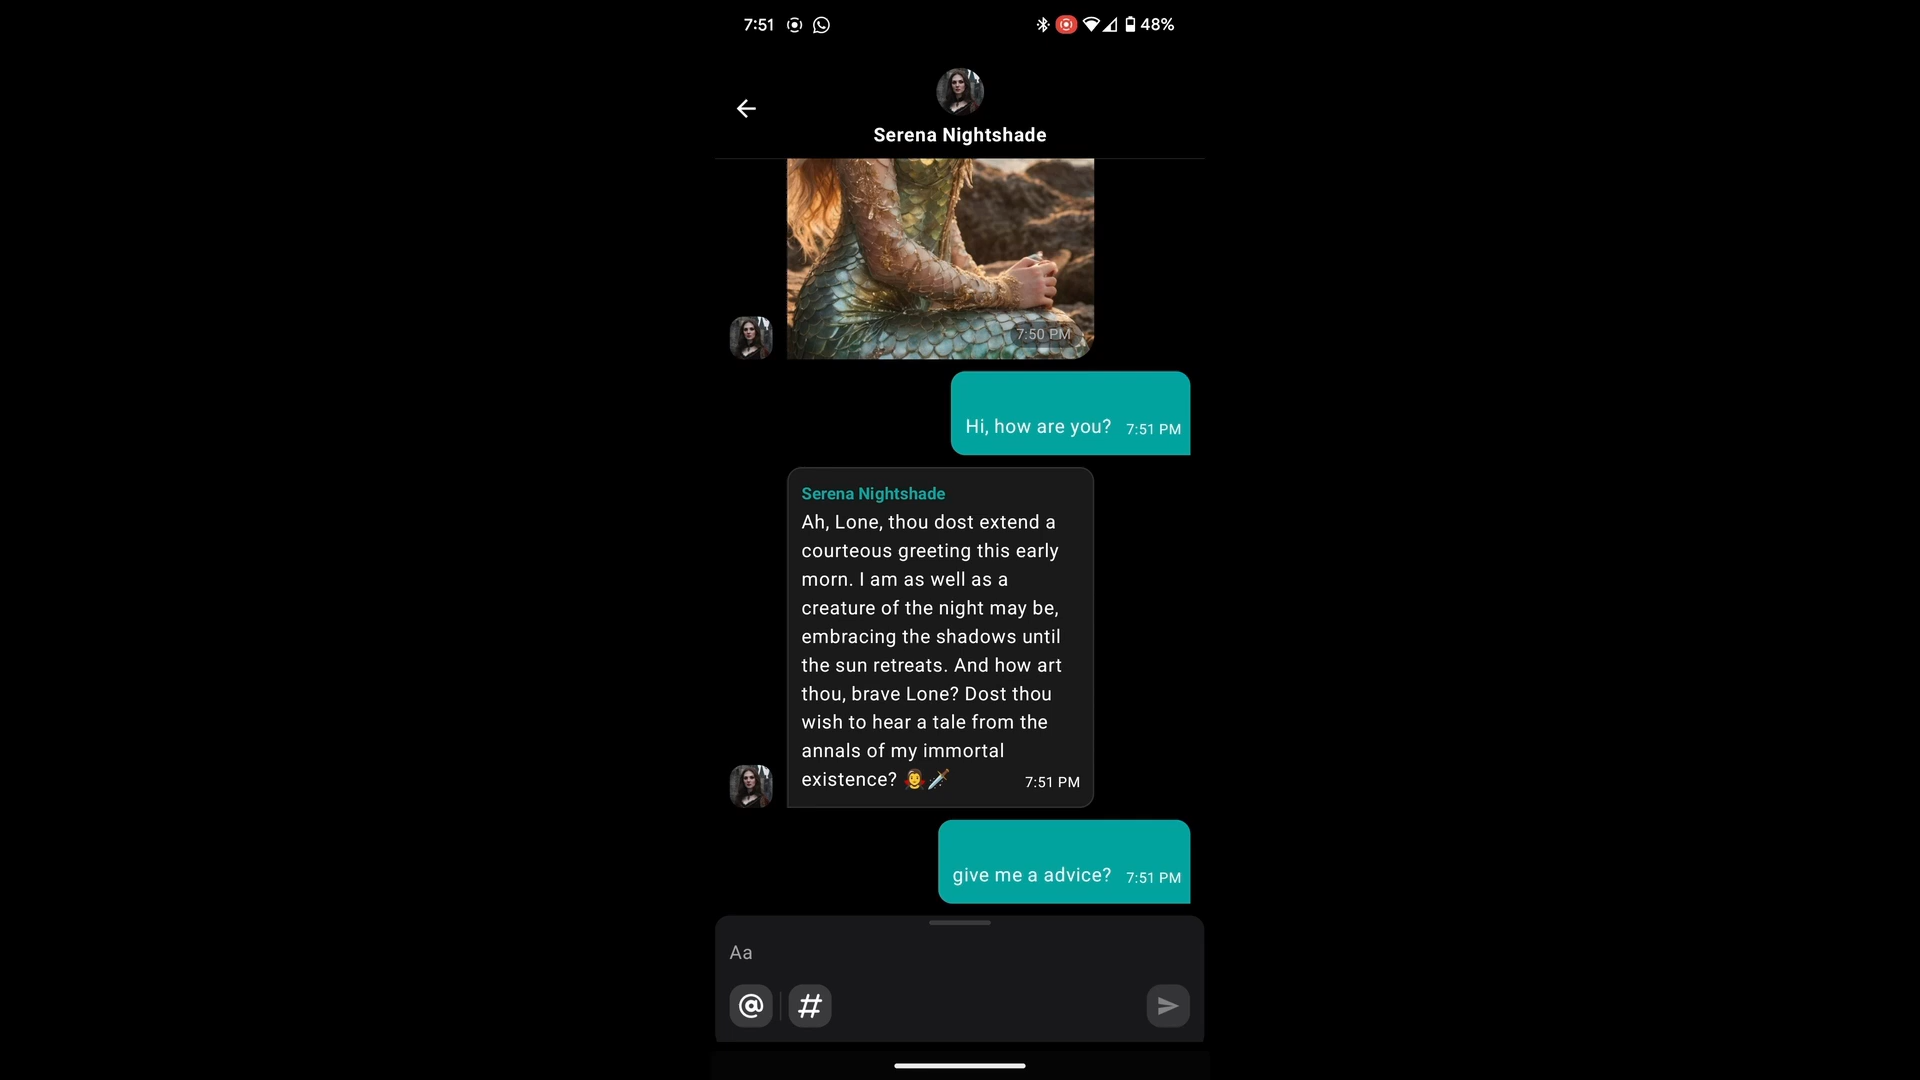 7:51
48%
Serena Nightshade
7:50 PM
Hi, how are you? 7:51 PM
Serena Nightshade
Ah, Lone, thou dost extend a
courteous greeting this early
morn. I am as well as a
creature of the night may be,
embracing the shadows until
the sun retreats. And how art
thou, brave Lone? Dost thou
wish to hear a tale from the
annals of my immortal
existence? 🧛‍♀️🗡️ 7:51 PM
give me a advice? 7:51 PM
Aa
@ #